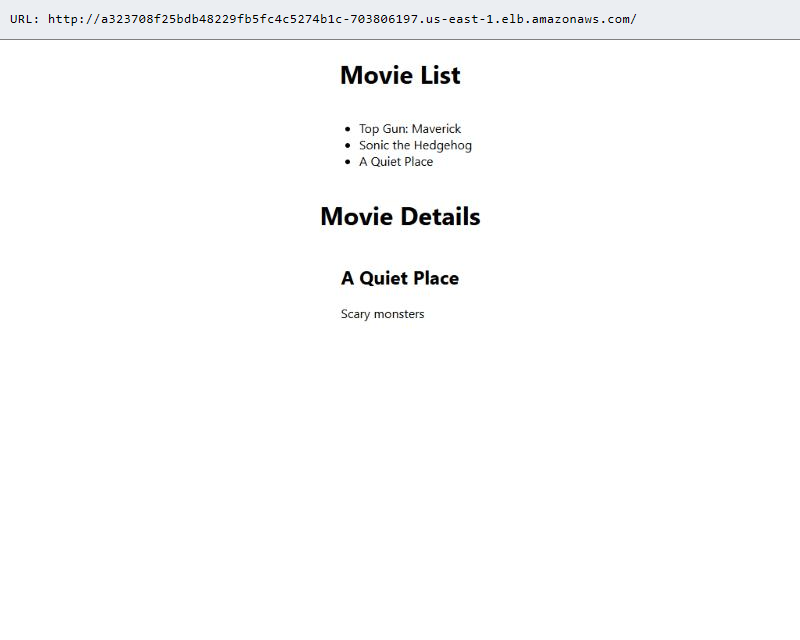 URL: http://a323708f25bdb48229fb5fc4c5274b1c-703806197.us-east-1.elb.amazonaws.com/
Movie List
• Top Gun: Maverick
• Sonic the Hedgehog
• A Quiet Place
Movie Details
A Quiet Place
Scary monsters